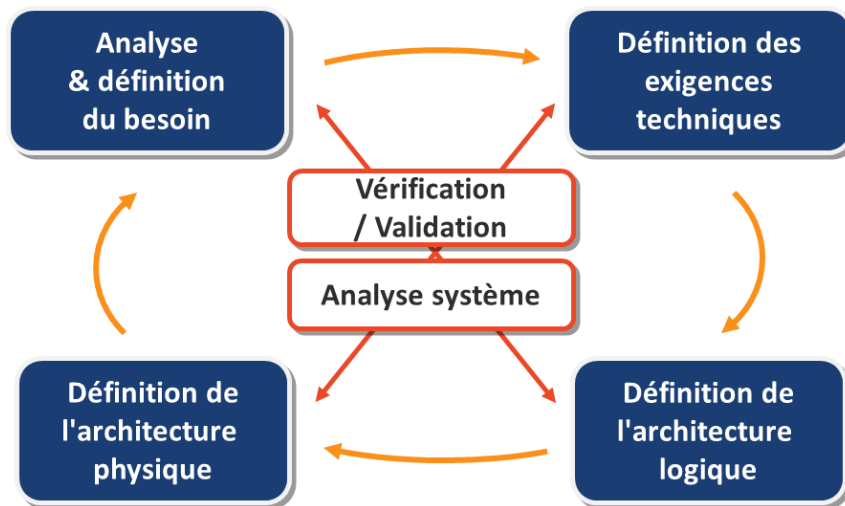 Analyse
& définition
du besoin
Définition des
exigences
techniques
Vérification
/ Validation
Analyse système
Définition de
l'architecture
physique
Définition de
l'architecture
logique